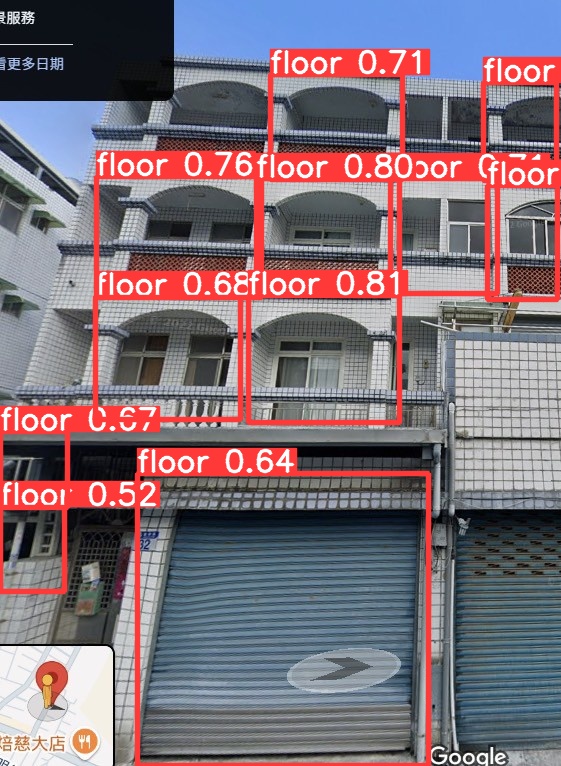 景服務
看更多日期
floor 0.71
floor
floor 0.76
floor 0.80
floor
floor 0.68
floor 0.81
floor 0.67
floor 0.64
floor 0.52
32
焙慈大店
Google